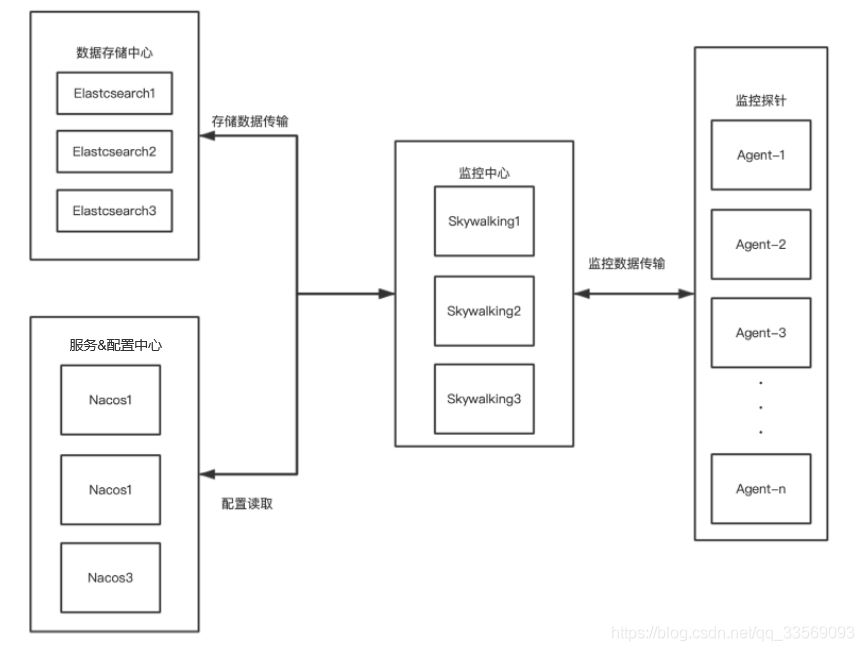 数据存储中心
Elastcsearch1
Elastcsearch2
Elastcsearch3
存储数据传输
服务&配置中心
Nacos1
Nacos1
Nacos3
配置读取
监控中心
Skywalking1
Skywalking2
Skywalking3
监控数据传输
监控探针
Agent-1
Agent-2
Agent-3
.
.
.
Agent-n
https://blog.csdn.net/qq_33569093